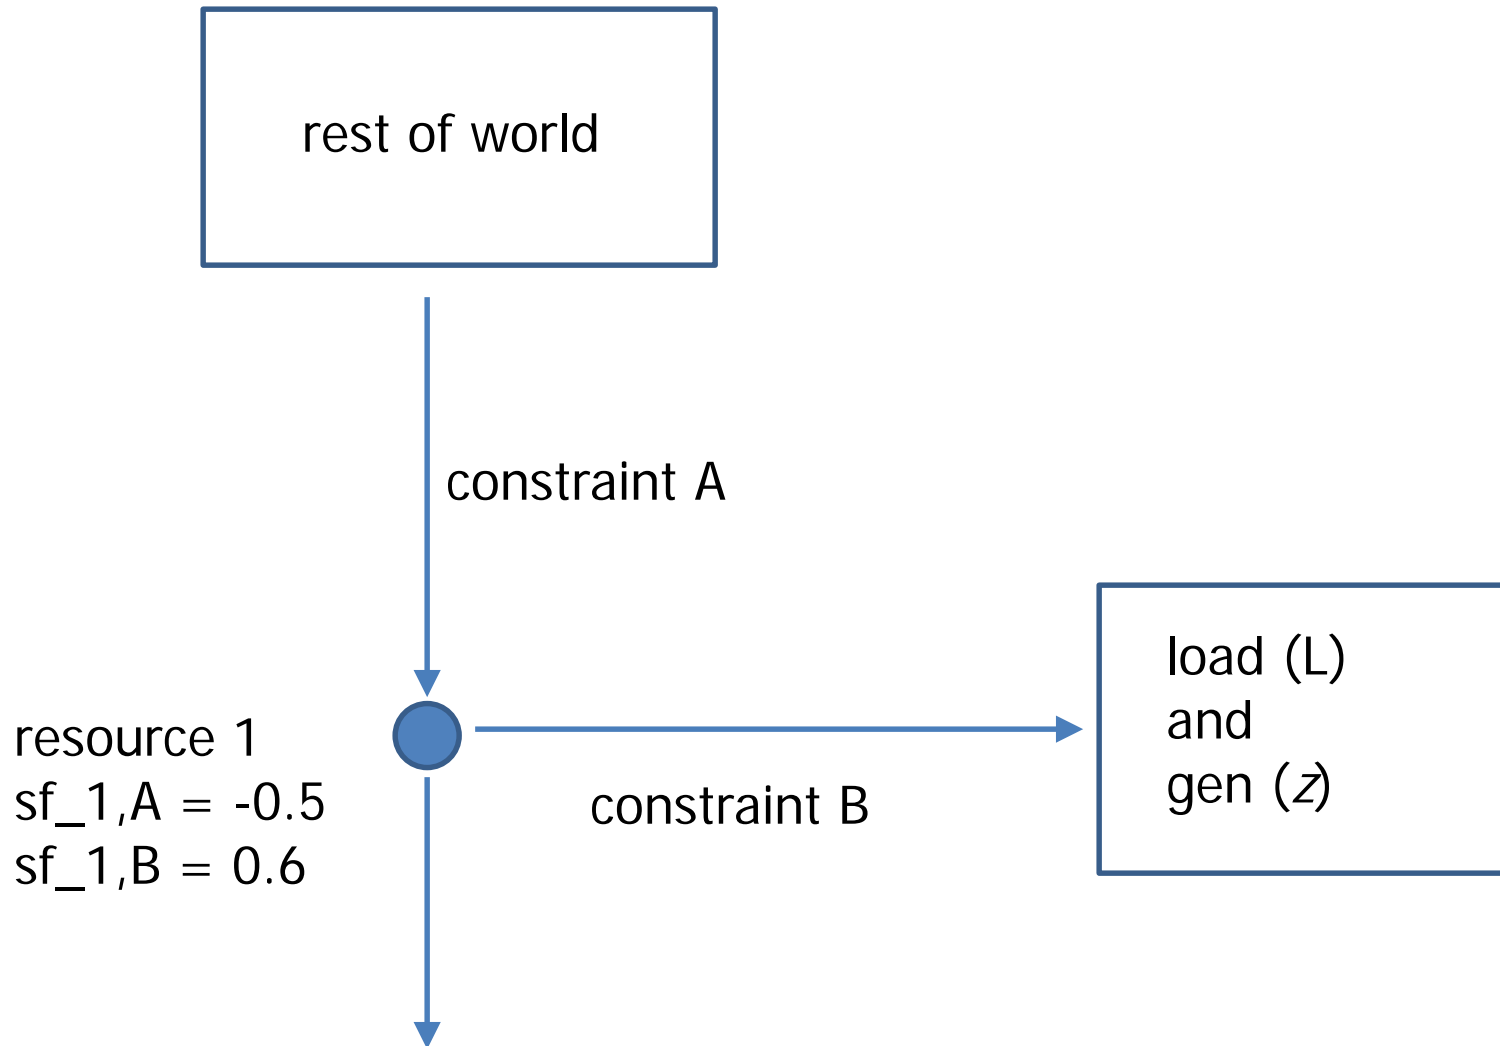 rest of world
constraint A
resource 1
sf_1,A = -0.5
sf_1,B = 0.6
constraint B
load (L)
and
gen (z)